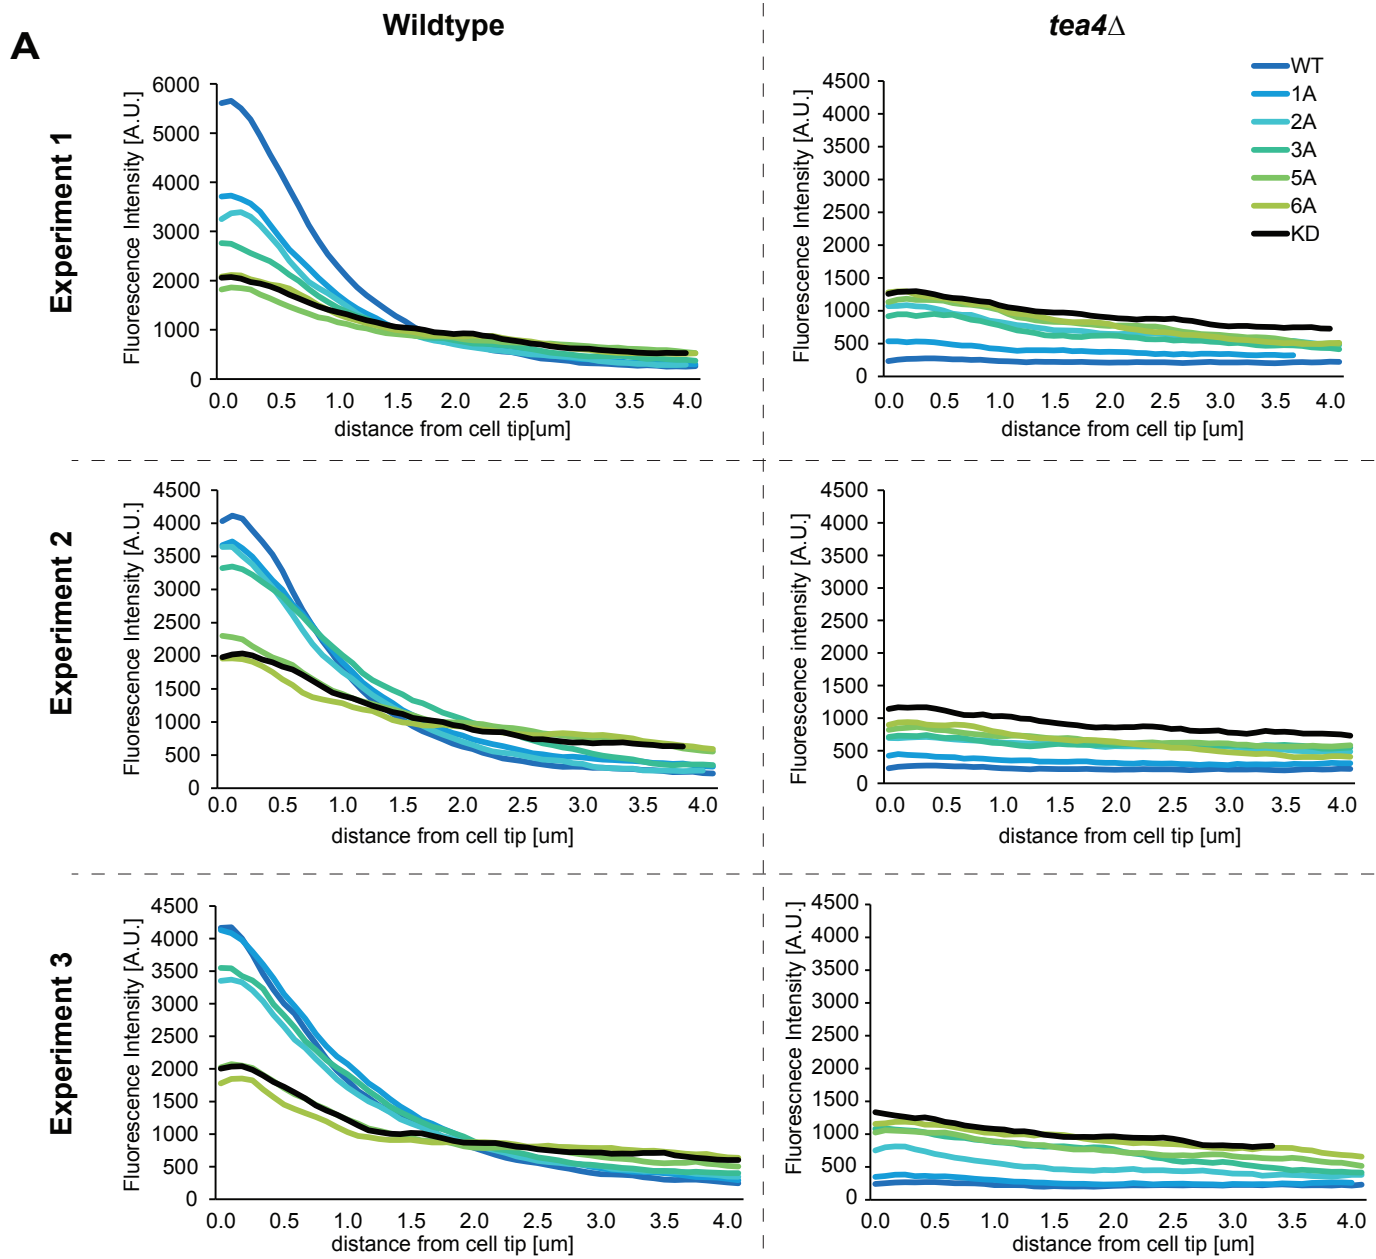 A
Wildtype
tea4Δ
Experiment 1
Fluorescence Intensity [A.U.]
6000
5000
4000
3000
2000
1000
0
0.0 0.5 1.0 1.5 2.0 2.5 3.0 3.5 4.0
distance from cell tip[um]
Fluorescence Intensity [A.U.]
4500
4000
3500
3000
2500
2000
1500
1000
500
0
0.0 0.5 1.0 1.5 2.0 2.5 3.0 3.5 4.0
distance from cell tip [um]
WT
1A
2A
3A
5A
6A
KD
Experiment 2
Fluorescence Intensity [A.U.]
4500
4000
3500
3000
2500
2000
1500
1000
500
0
0.0 0.5 1.0 1.5 2.0 2.5 3.0 3.5 4.0
distance from cell tip [um]
Fluorescence intensity [A.U.]
4500
4000
3500
3000
2500
2000
1500
1000
500
0
0.0 0.5 1.0 1.5 2.0 2.5 3.0 3.5 4.0
distance from cell tip [um]
Experiment 3
Fluorescence Intensity [A.U.]
4500
4000
3500
3000
2500
2000
1500
1000
500
0
0.0 0.5 1.0 1.5 2.0 2.5 3.0 3.5 4.0
distance from cell tip [um]
Fluorescnece Intensity [A.U.]
4500
4000
3500
3000
2500
2000
1500
1000
500
0
0.0 0.5 1.0 1.5 2.0 2.5 3.0 3.5 4.0
distance from cell tip [um]